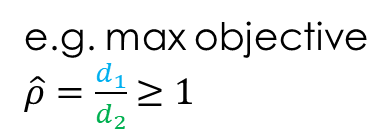 e.g. max objective
ρ̂ = d₁/d₂ ≥ 1